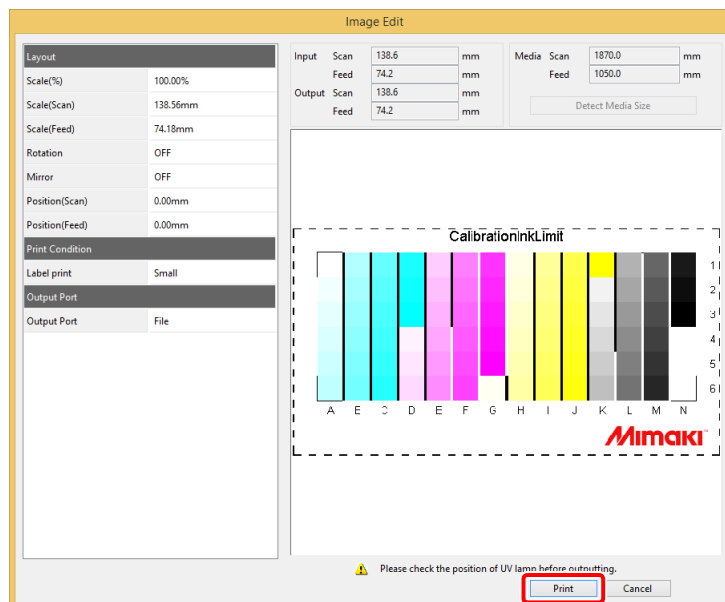 Image Edit
Layout
Scale(%) 100.00%
Scale(Scan) 138.56mm
Scale(Feed) 74.18mm
Rotation OFF
Mirror OFF
Position(Scan) 0.00mm
Position(Feed) 0.00mm
Print Condition
Label print Small
Output Port
Output Port File
Input Scan 138.6 mm
Feed 74.2 mm
Output Scan 138.6 mm
Feed 74.2 mm
Media Scan 1870.0 mm
Feed 1050.0 mm
Detect Media Size
CalibrationInkLimit
1
2
3
4
5
6
A E C D E F G H I J K L M N
Mimaki
Please check the position of UV lamp before outputting.
Print Cancel